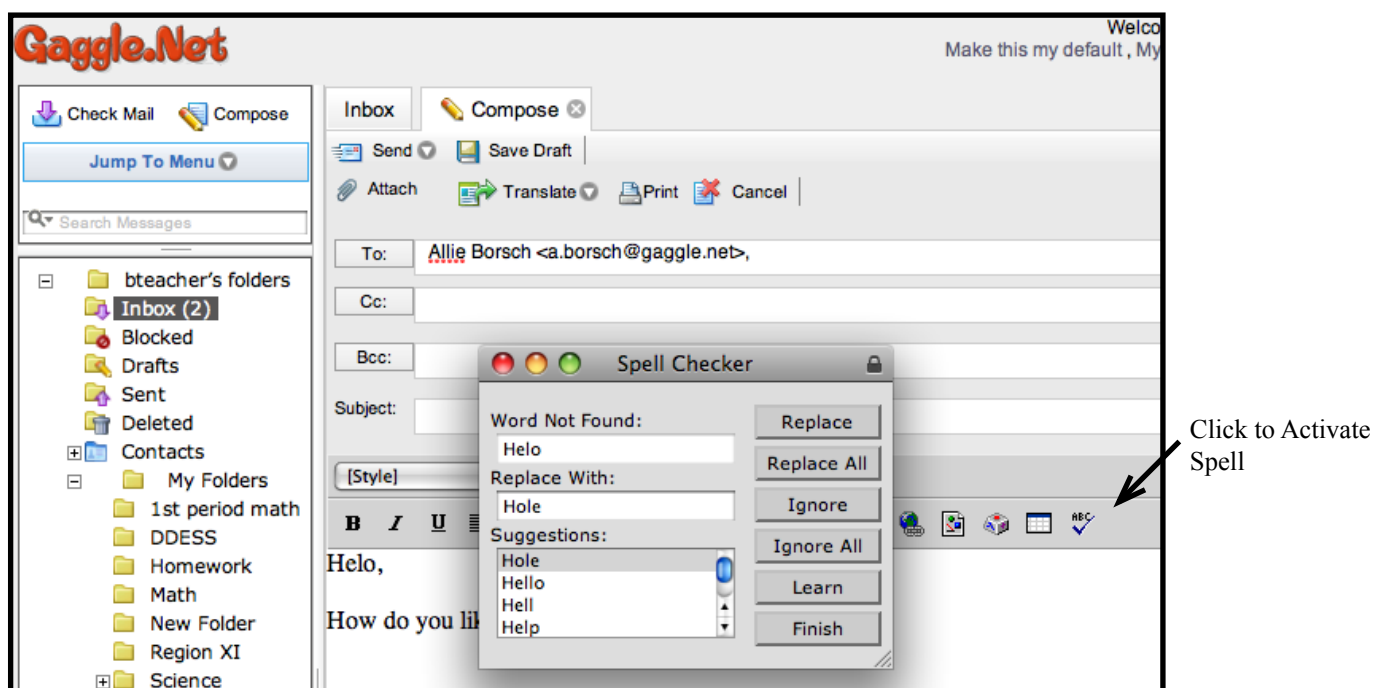 Gaggle.Net
Welco
Make this my default , My
Check Mail Compose
Jump To Menu
Search Messages
bteacher's folders
Inbox (2)
Blocked
Drafts
Sent
Deleted
Contacts
My Folders
1st period math
DDESS
Homework
Math
New Folder
Region XI
Science
Inbox Compose
Send Save Draft
Attach Translate Print Cancel
To: Allie Borsch <a.borsch@gaggle.net>,
Cc:
Bcc:
Subject:
[Style]
B I U
ABC
Helo,
How do you lik
Spell Checker
Word Not Found:
Helo
Replace With:
Hole
Suggestions:
Hole
Hello
Hell
Help
Replace
Replace All
Ignore
Ignore All
Learn
Finish
Click to Activate
Spell